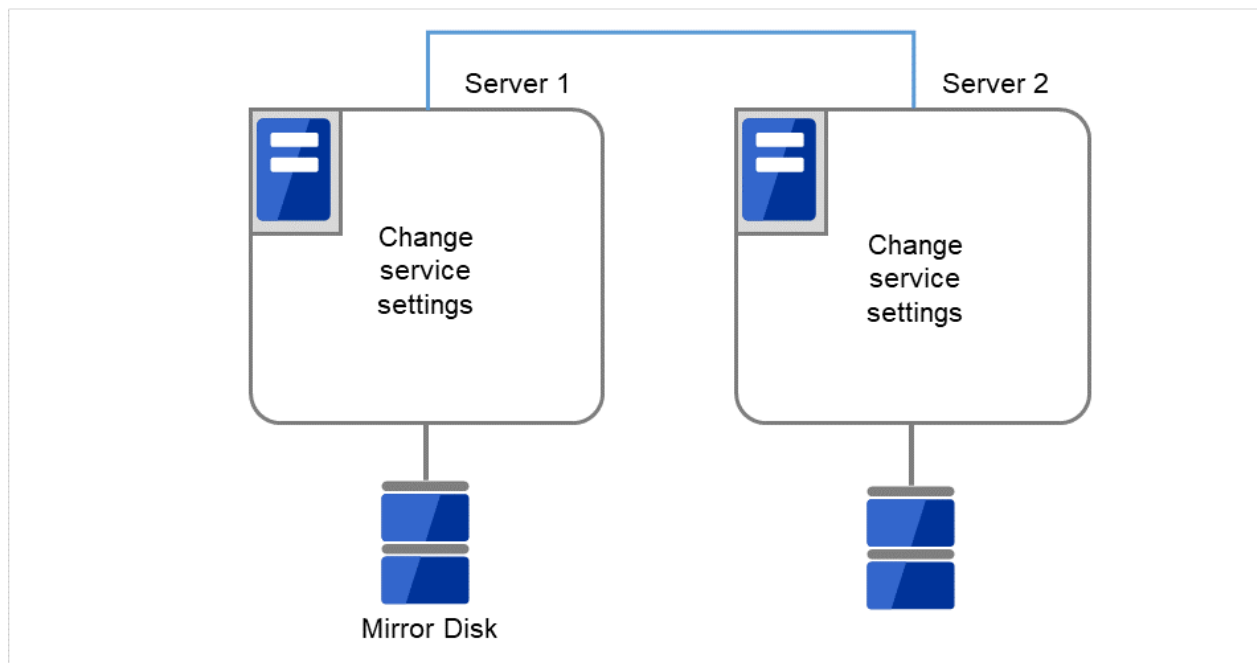 Server 1
Server 2
Change
service
settings
Change
service
settings
Mirror Disk